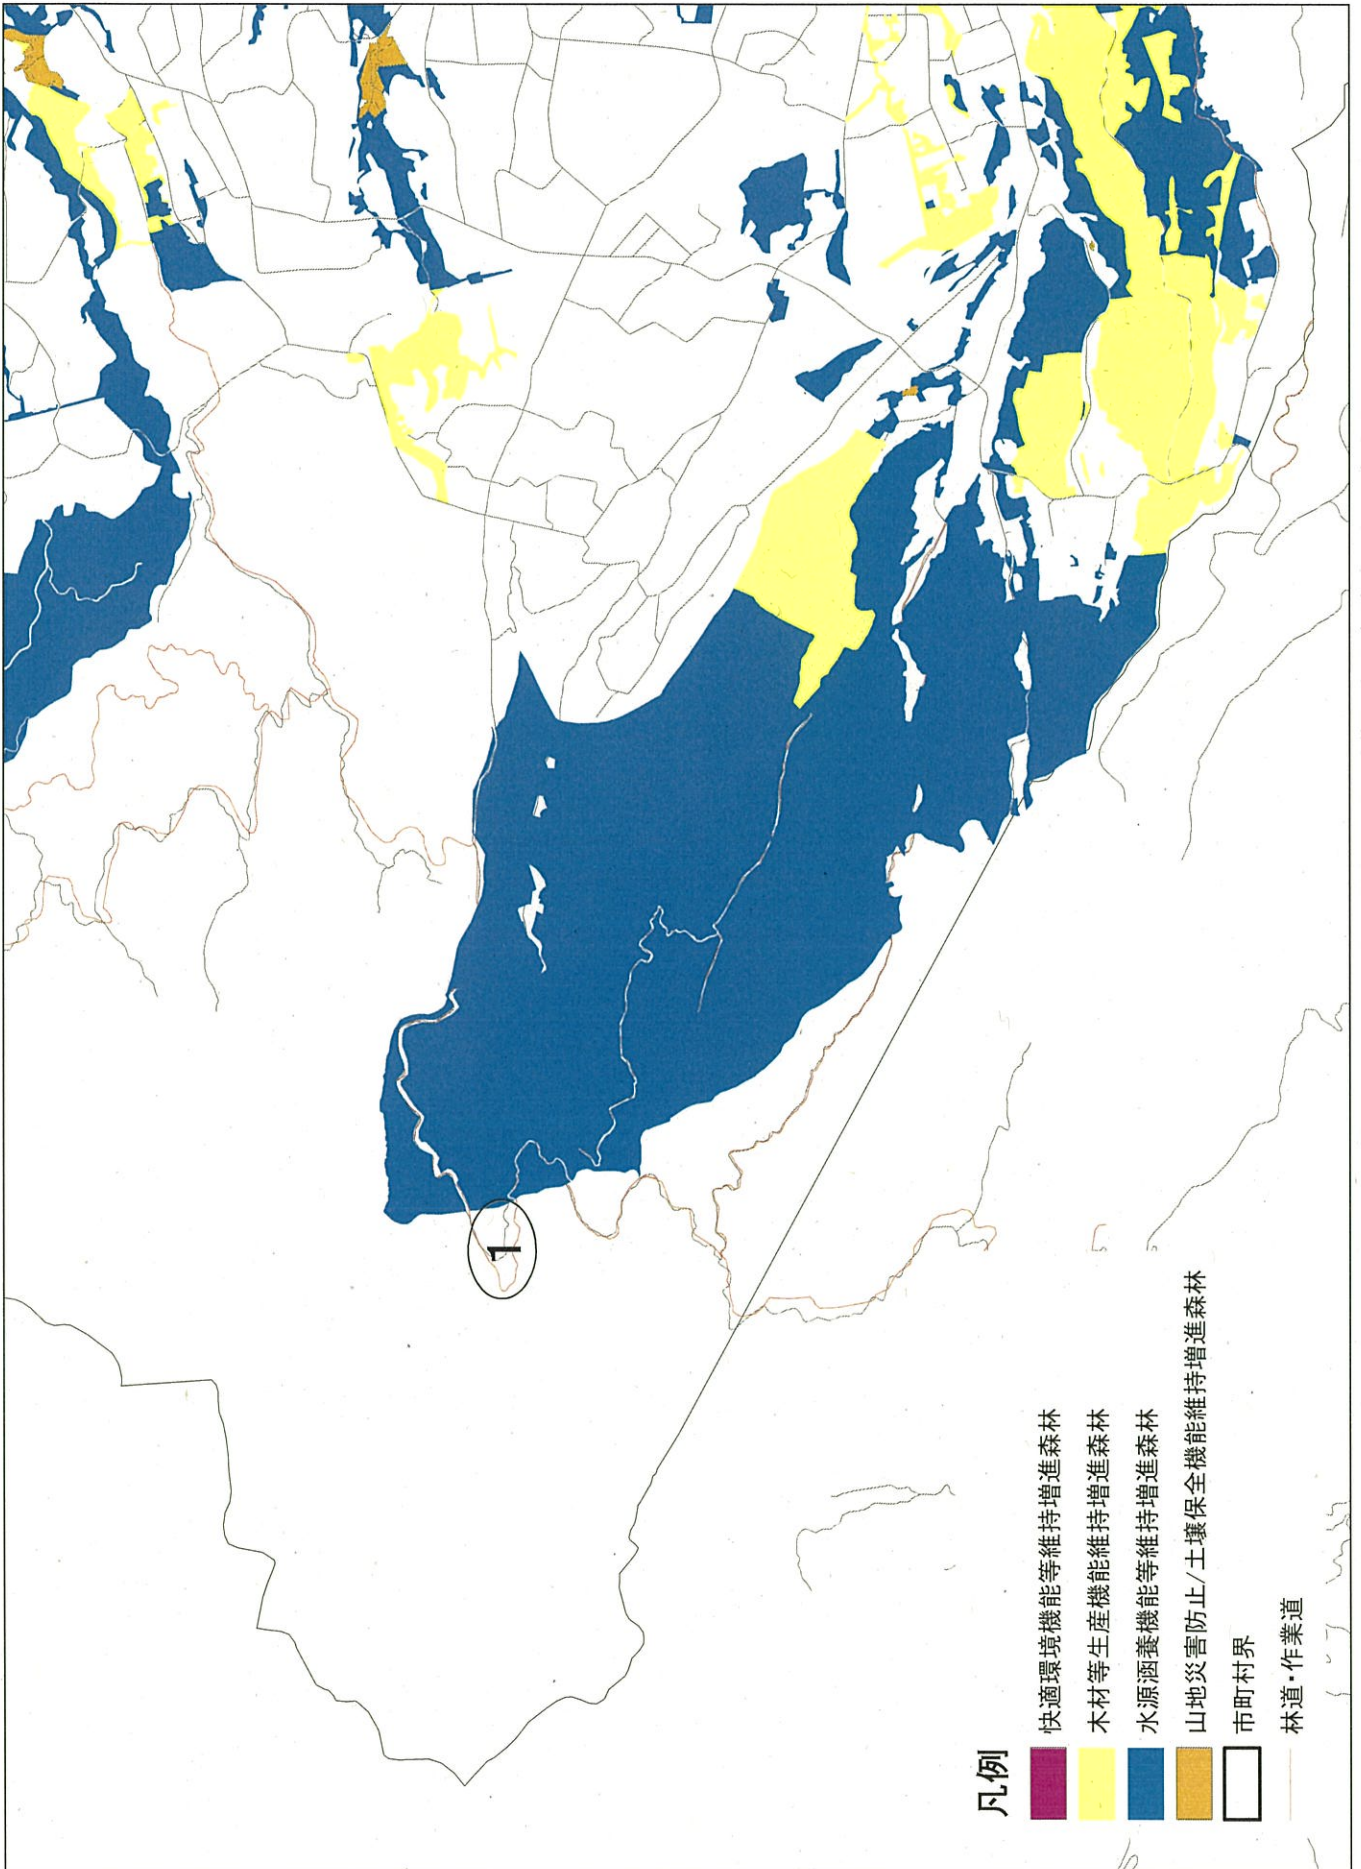 1
凡例
快適環境機能等維持増進森林
木材等生産機能維持増進森林
水源涵養機能等維持増進森林
山地災害防止/土壌保全機能維持増進森林
市町村界
林道・作業道